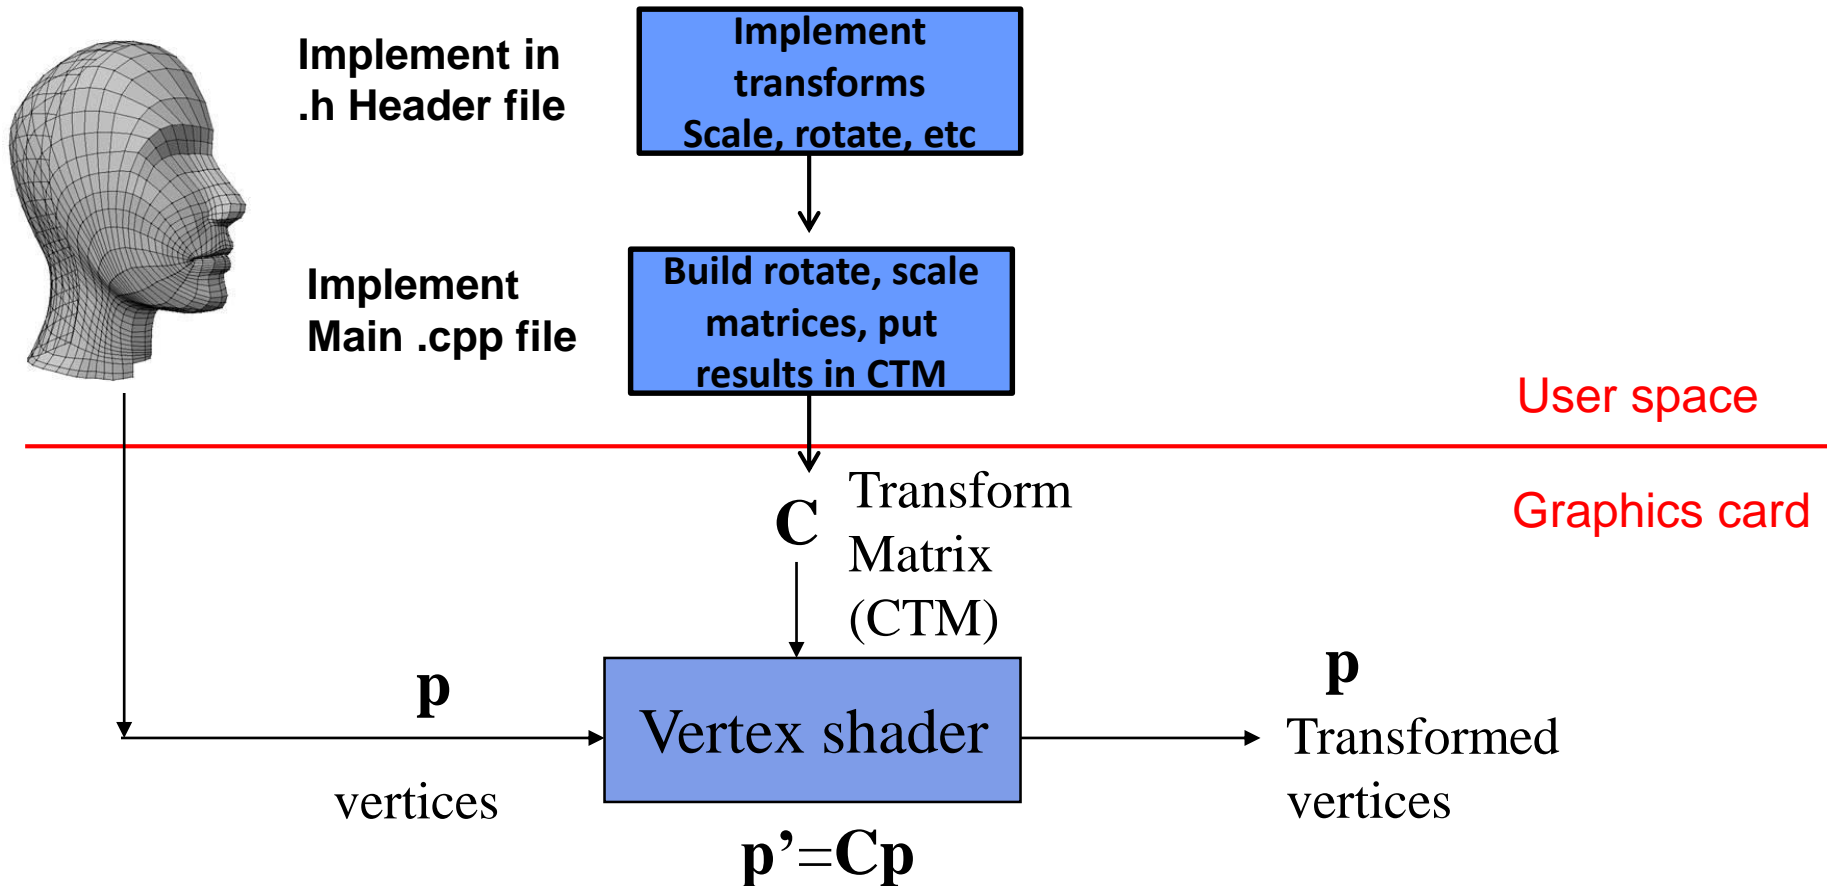 Implement in
.h Header file
Implement
transforms
Scale, rotate, etc
Implement
Main .cpp file
Build rotate, scale
matrices, put
results in CTM
User space
Graphics card
C
Transform
Matrix
(CTM)
p
vertices
Vertex shader
p’=Cp
p
Transformed
vertices